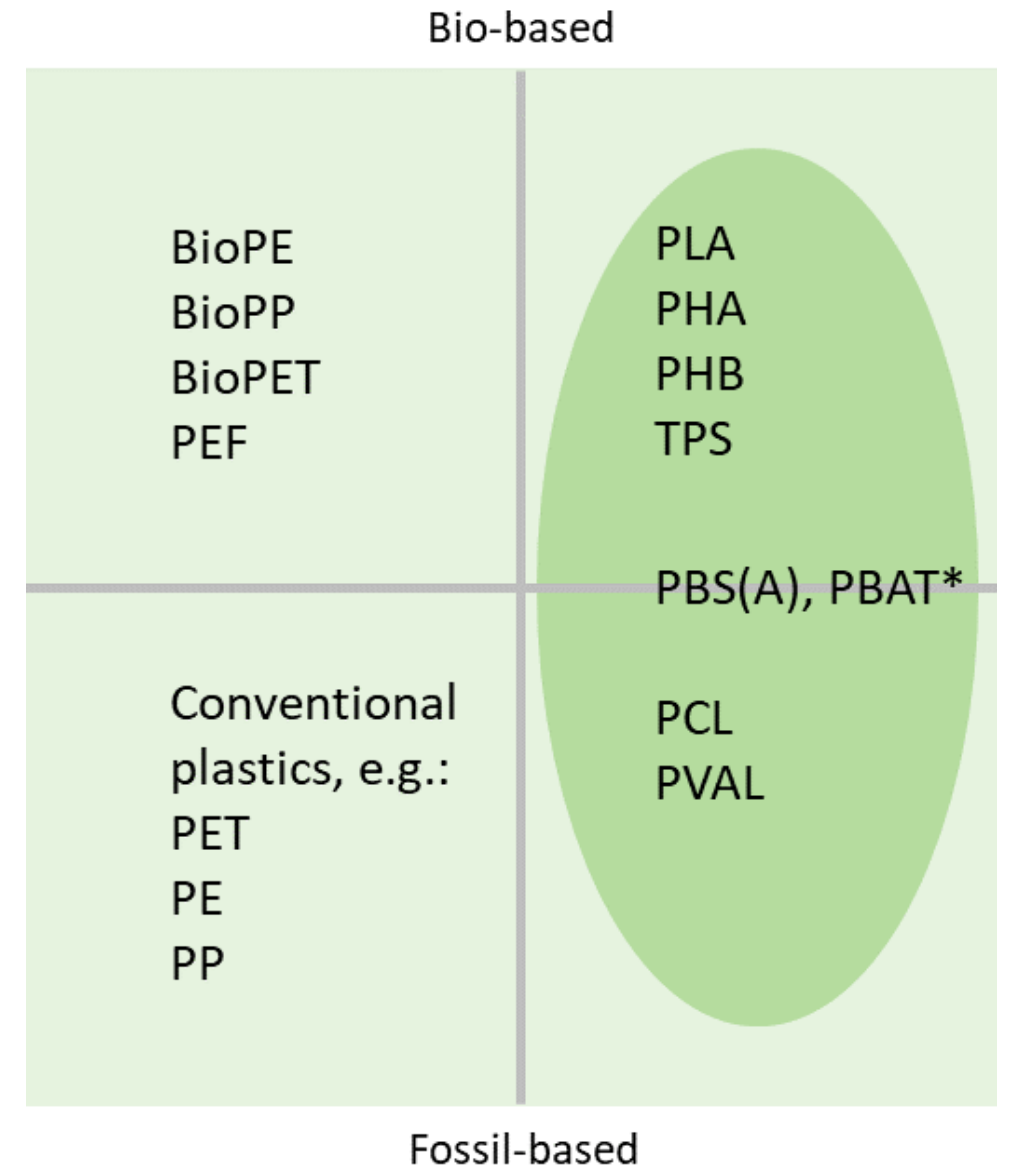 Bio-based
BioPE
BioPP
BioPET
PEF
PLA
PHA
PHB
TPS
PBS(A), PBAT*
Conventional
plastics, e.g.:
PET
PE
PP
PCL
PVAL
Fossil-based